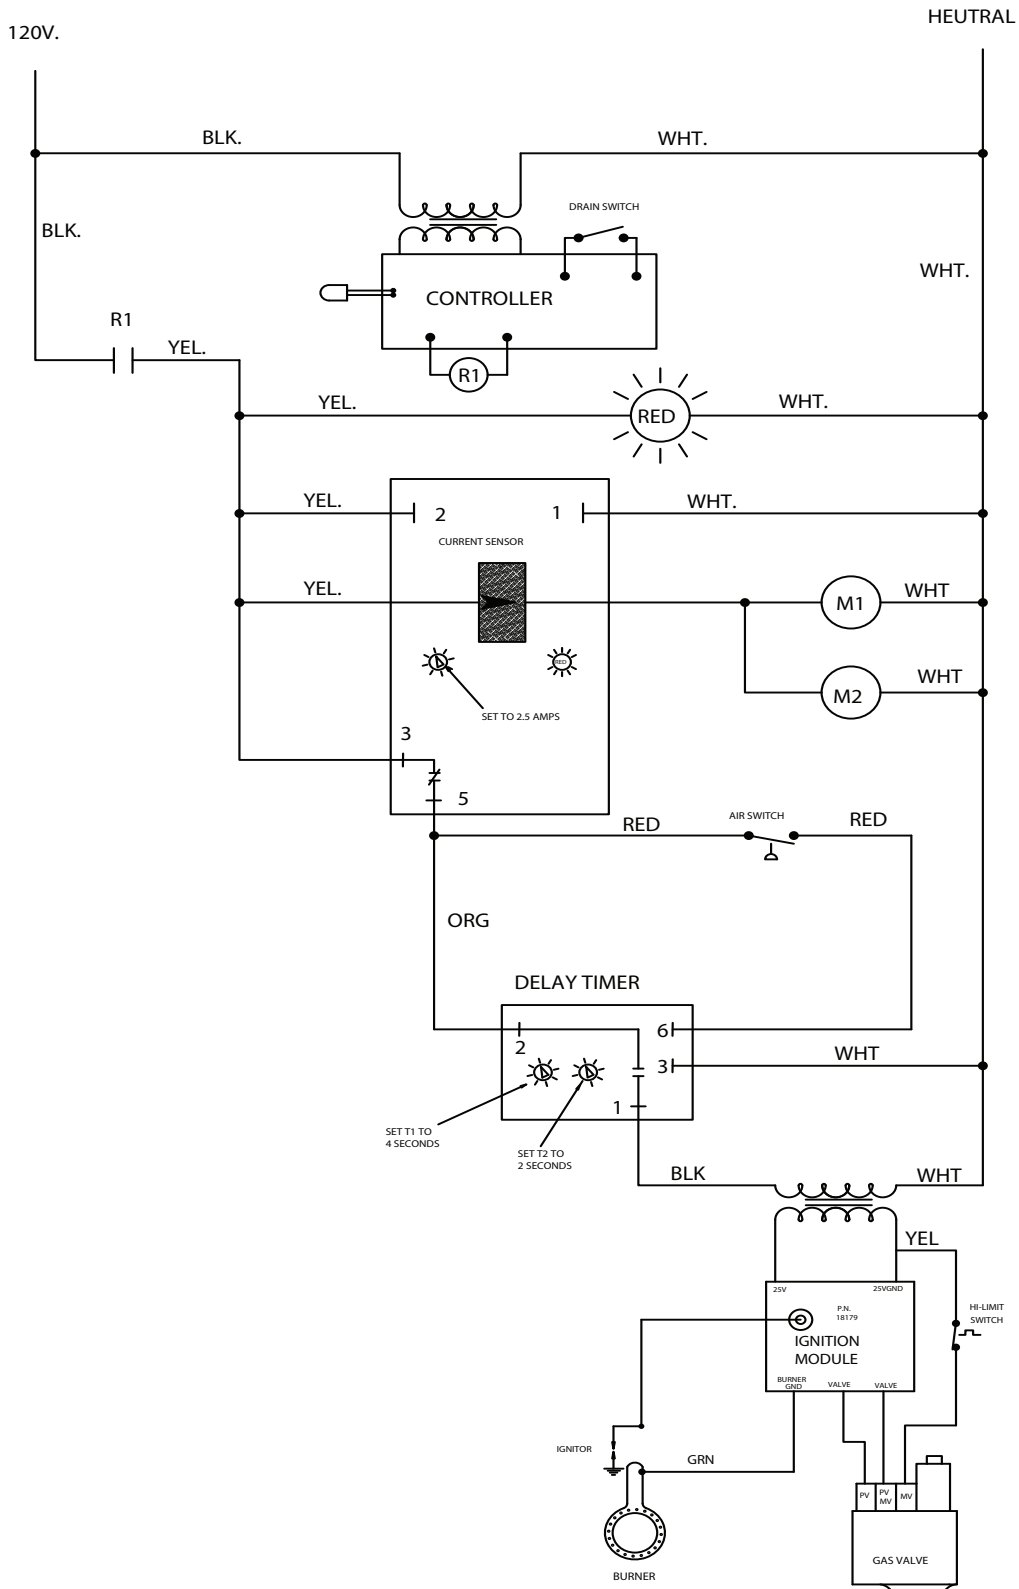 120V.
HEUTRAL
BLK.
WHT.
DRAIN SWITCH
BLK.
WHT.
CONTROLLER
R1
YEL.
R1
YEL.
RED
WHT.
YEL.
2
1
WHT.
CURRENT SENSOR
YEL.
M1
WHT
RED
M2
WHT
SET TO 2.5 AMPS
3
5
RED
AIR SWITCH
RED
ORG
DELAY TIMER
2
6
3
WHT
1
SET T1 TO
4 SECONDS
SET T2 TO
2 SECONDS
BLK
WHT
YEL
25V
25VGND
P.N.
18179
HI-LIMIT
SWITCH
IGNITION
MODULE
BURNER
GND
VALVE
VALVE
IGNITOR
GRN
PV
PV
MV
MV
GAS VALVE
BURNER